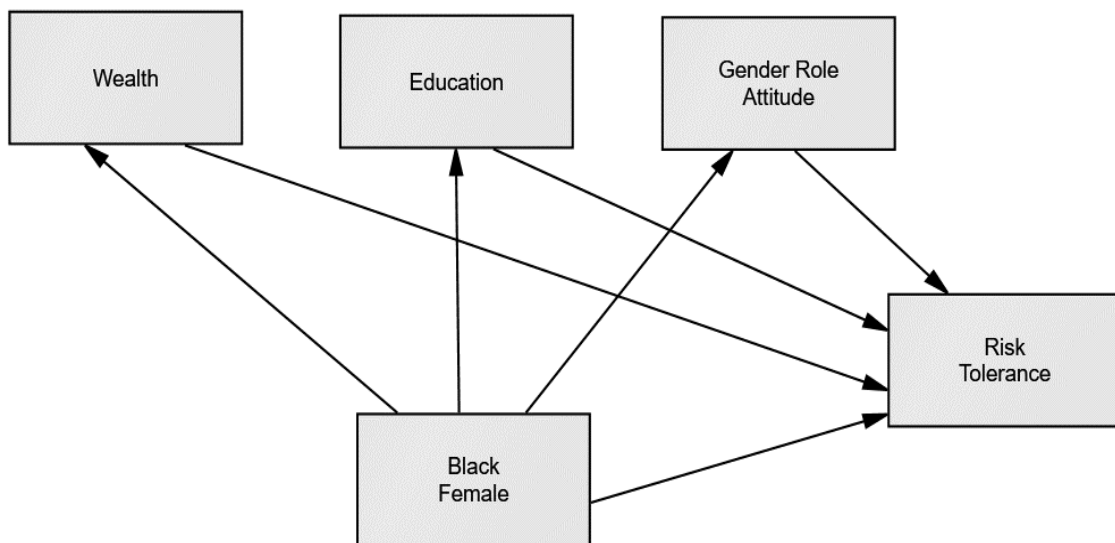 Wealth
Education
Gender Role
Attitude
Risk
Tolerance
Black
Female